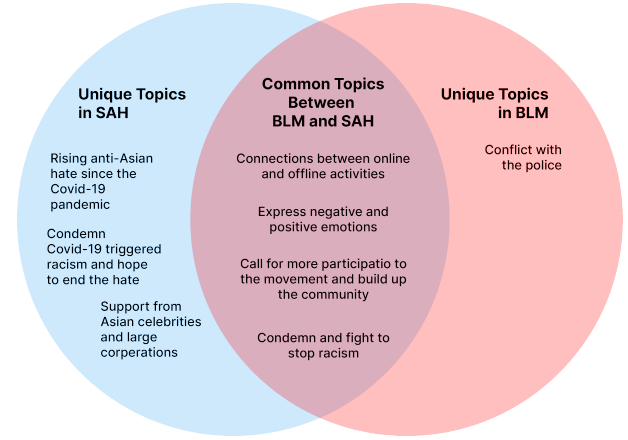 Unique Topics
in SAH
Rising anti-Asian
hate since the
Covid-19
pandemic
Condemn
Covid-19 triggered
racism and hope
to end the hate
Support from
Asian celebrities
and large
corperations
Common Topics
Between
BLM and SAH
Connections between online
and offline activities
Express negative and
positive emotions
Call for more participatio to
the movement and build up
the community
Condemn and fight to
stop racism
Unique Topics
in BLM
Conflict with
the police